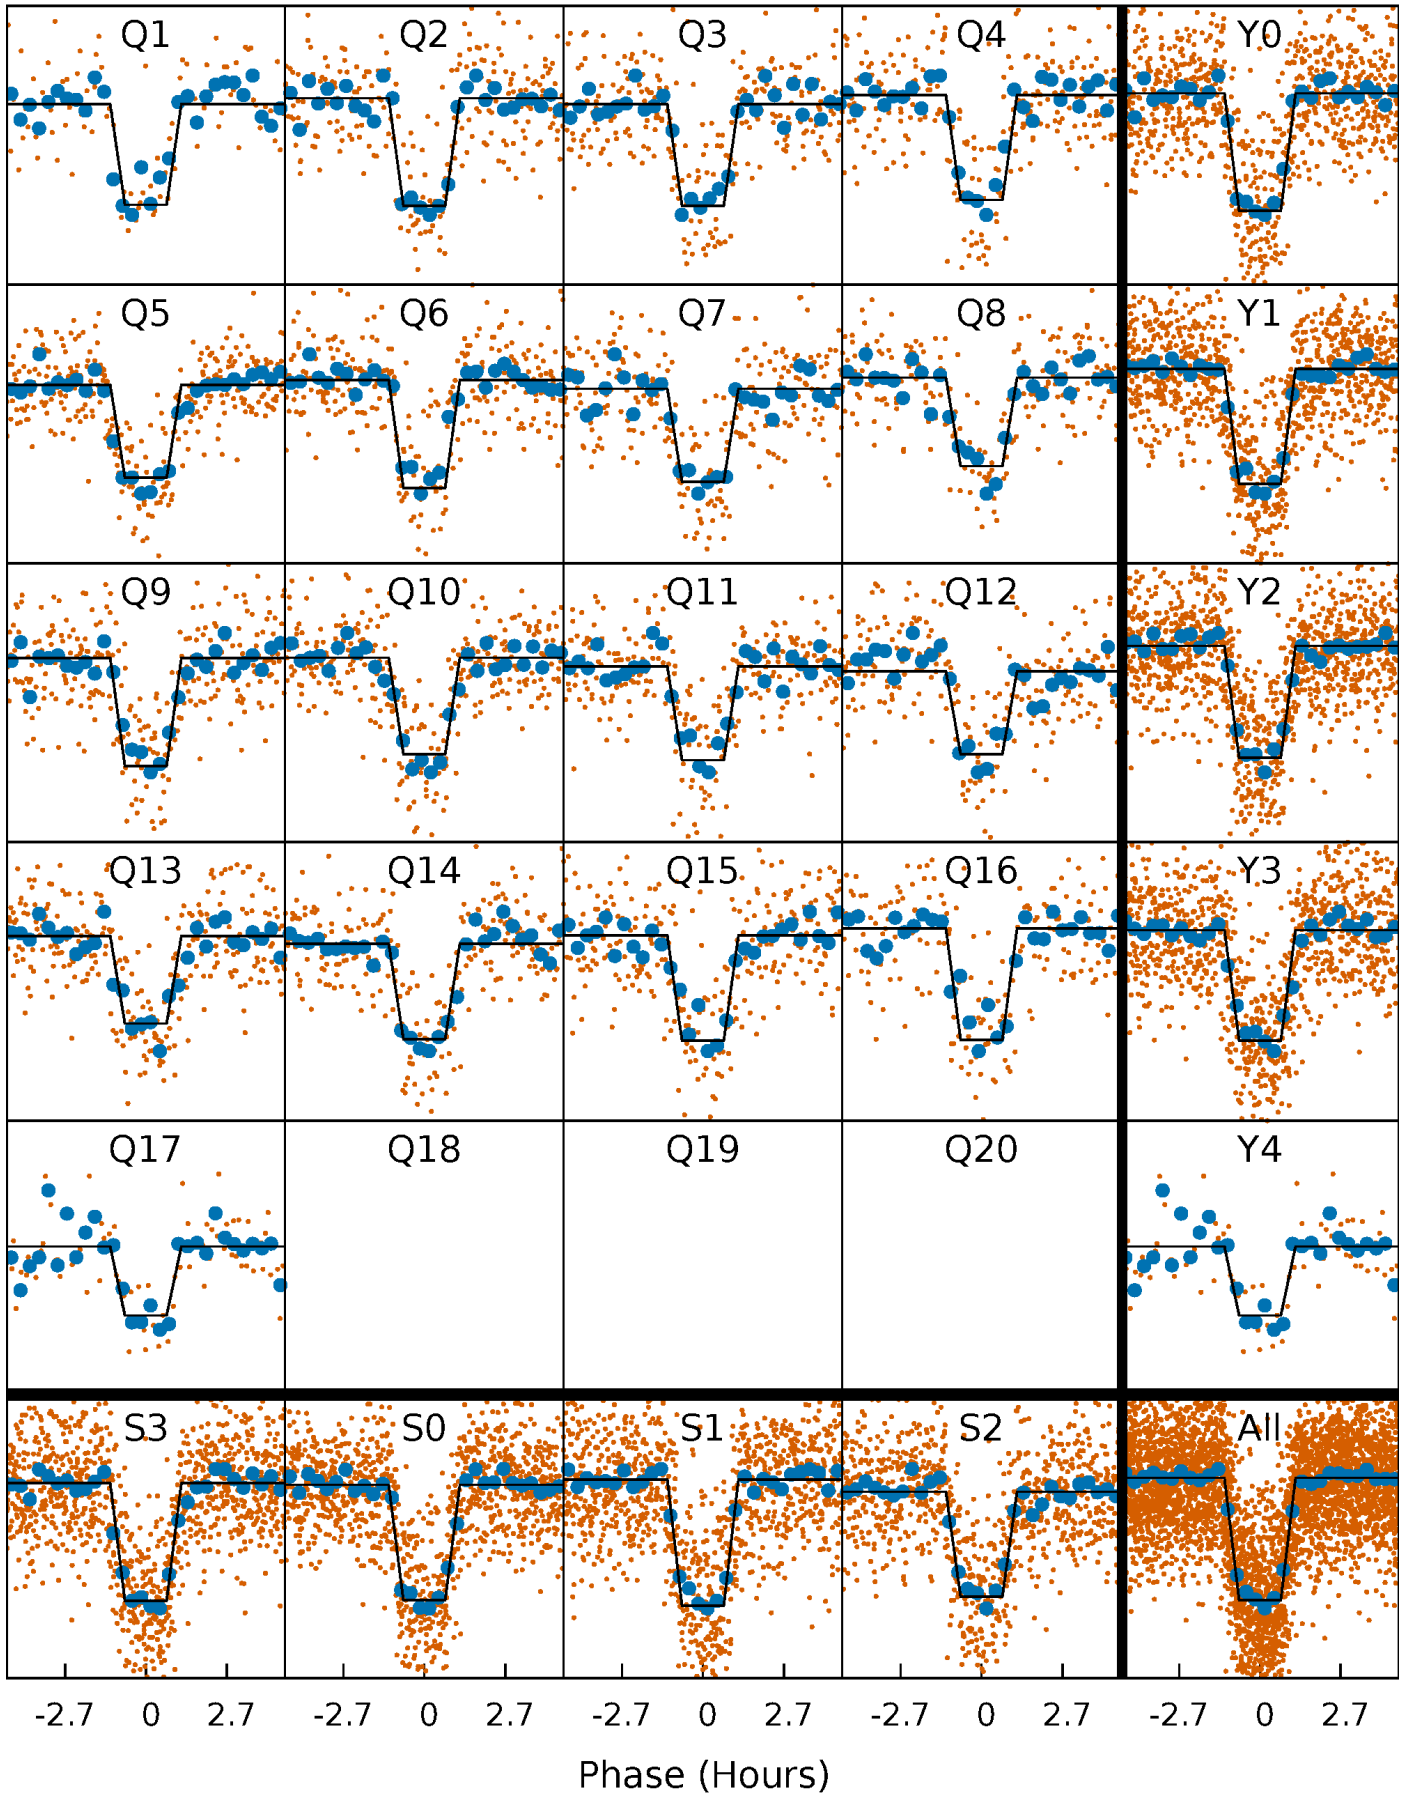 Q1 Q2 Q3 Q4 Y0
Q5 Q6 Q7 Q8 Y1
Q9 Q10 Q11 Q12 Y2
Q13 Q14 Q15 Q16 Y3
Q17 Q18 Q19 Q20 Y4
S3 S0 S1 S2 All
-2.7 0 2.7 -2.7 0 2.7 -2.7 0 2.7 -2.7 0 2.7 -2.7 0 2.7
Phase (Hours)